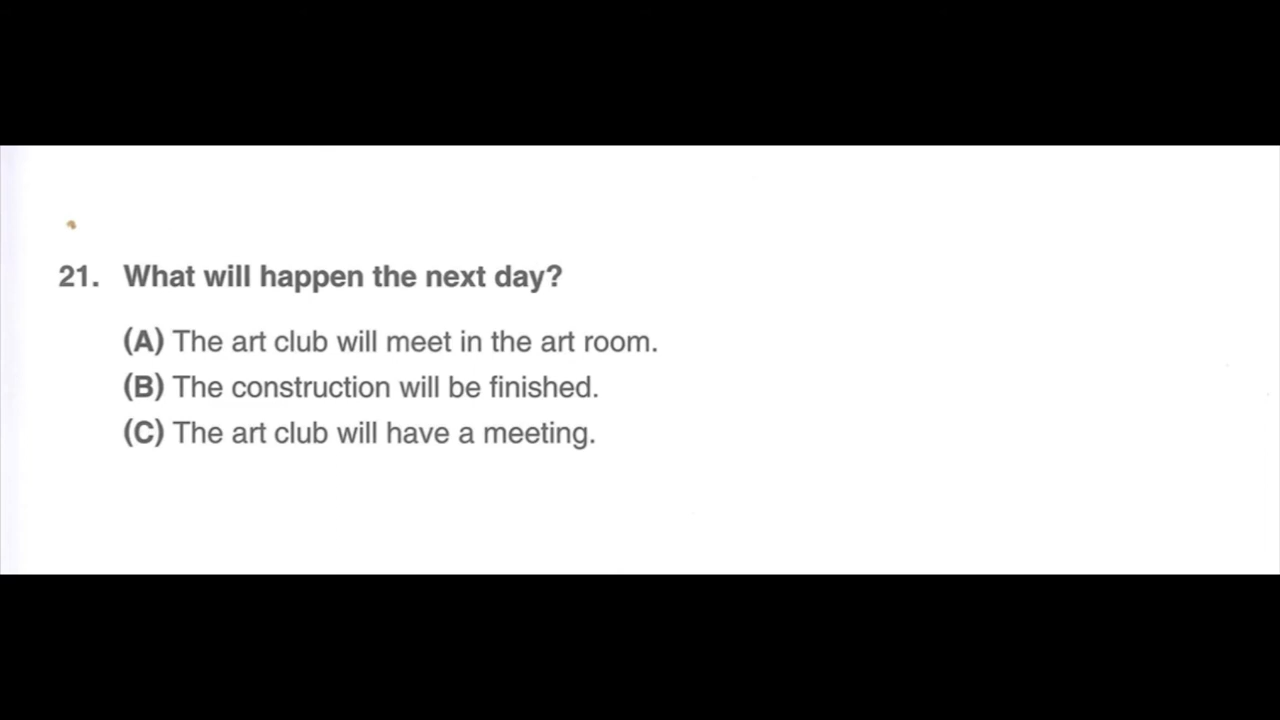 21. What will happen the next day?
(A) The art club will meet in the art room.
(B) The construction will be finished.
(C) The art club will have a meeting.